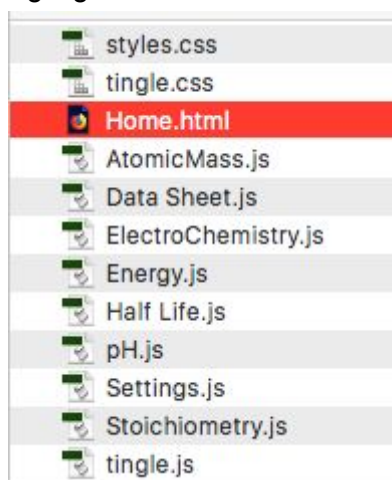 styles.css
tingle.css
Home.html
AtomicMass.js
Data Sheet.js
ElectroChemistry.js
Energy.js
Half Life.js
pH.js
Settings.js
Stoichiometry.js
tingle.js